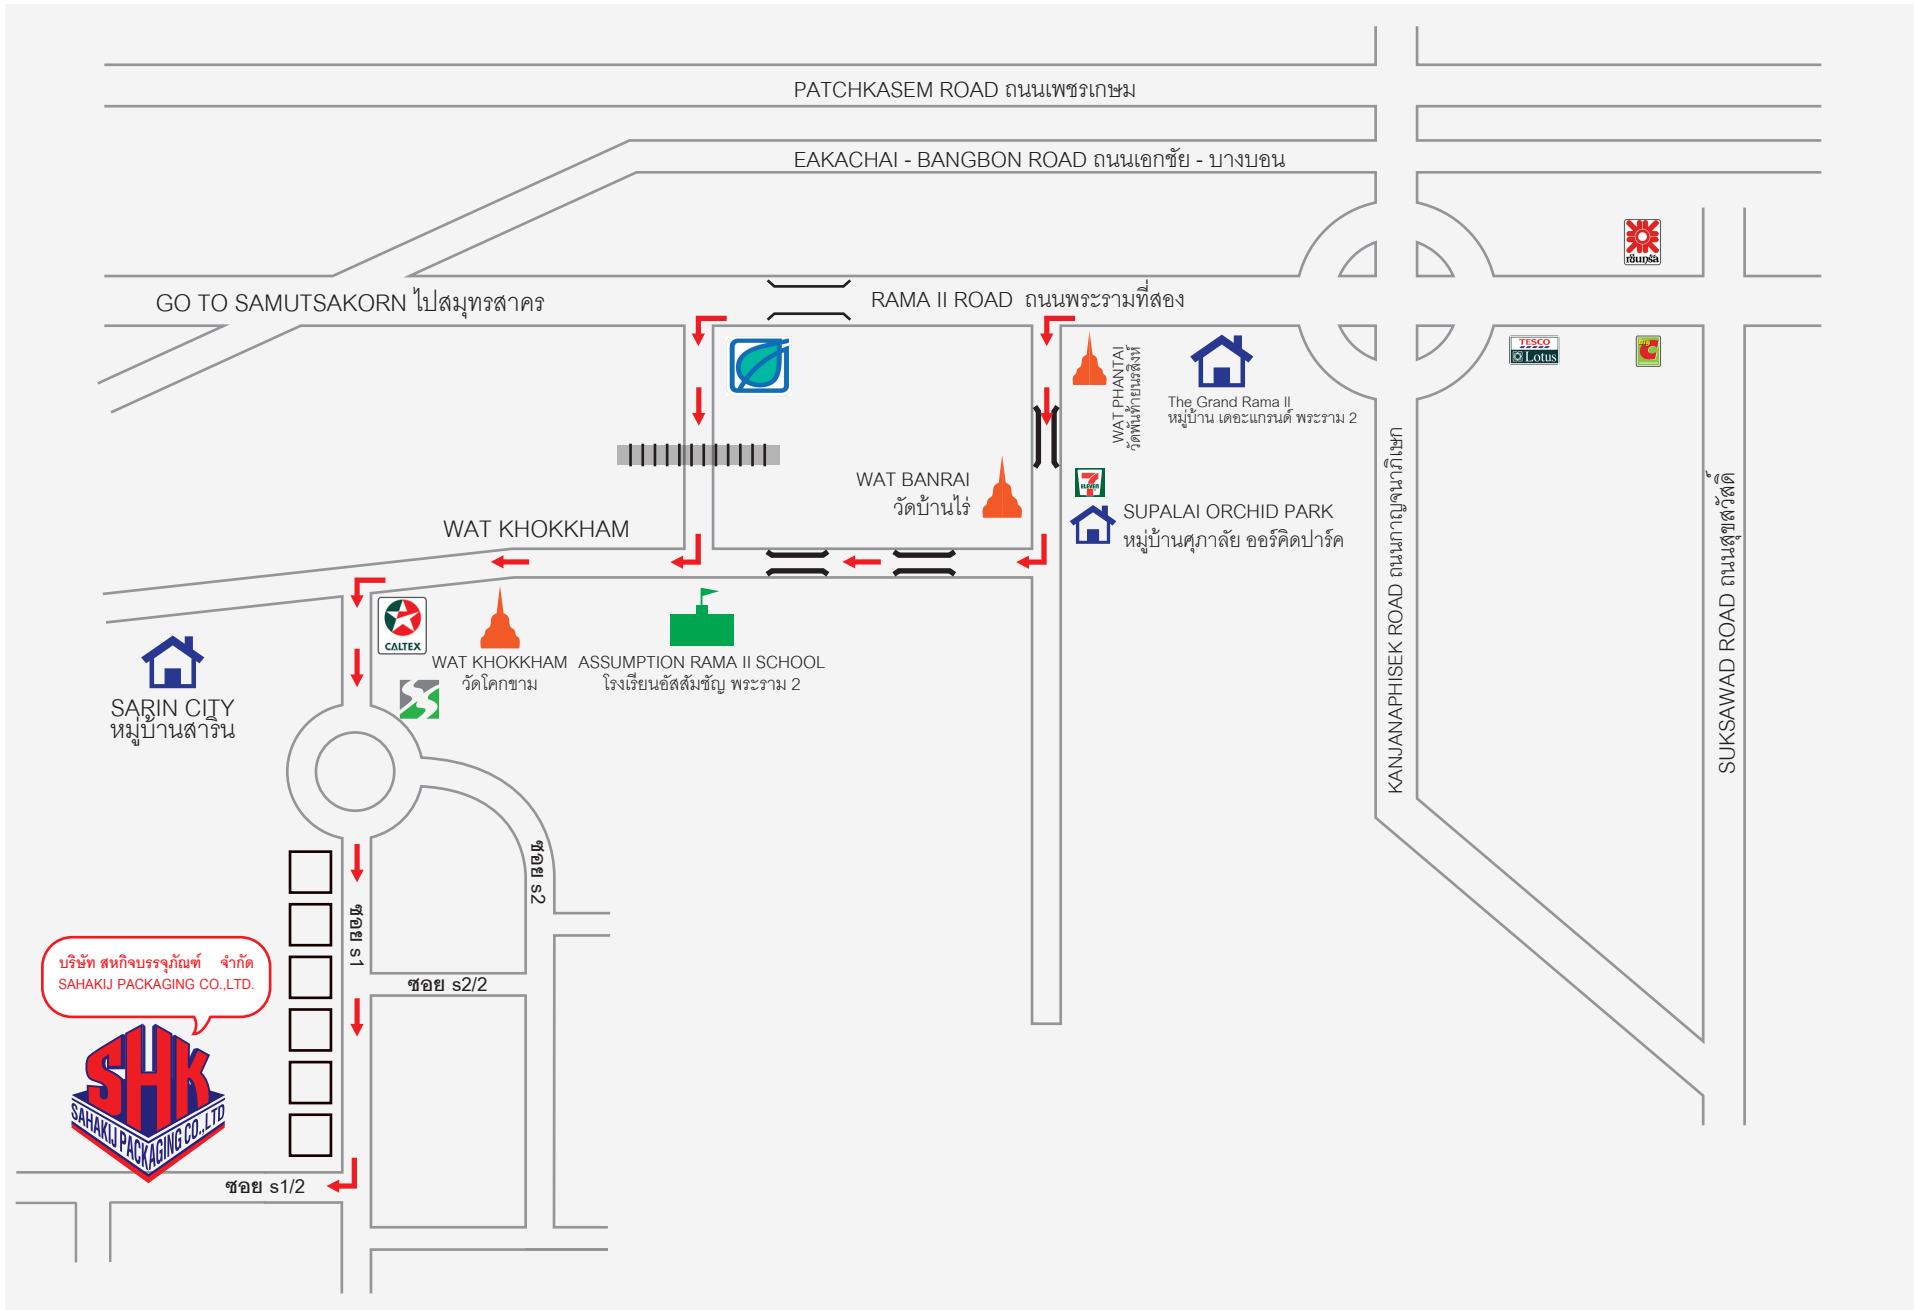 PATCHKASEM ROAD ถนนเพชรเกษม
EAKACHAI - BANGBON ROAD ถนนเอกชัย - บางบอน
เซ็นทรัล
GO TO SAMUTSAKORN ไปสมุทรสาคร
RAMA II ROAD ถนนพระรามที่สอง
TESCO
Lotus
WAT PHANTAI
วัดพันท้ายนรสิงห์
The Grand Rama II
หมู่บ้าน เดอะแกรนด์ พระราม 2
WAT BANRAI
วัดบ้านไร่
7
ELEVEN
SUPALAI ORCHID PARK
หมู่บ้านศุภาลัย ออร์คิดปาร์ค
KANJANAPHISEK ROAD ถนนกาญจนาภิเษก
SUKSAWAD ROAD ถนนสุขสวัสดิ์
WAT KHOKKHAM
CALTEX
WAT KHOKKHAM
วัดโคกขาม
ASSUMPTION RAMA II SCHOOL
โรงเรียนอัสสัมชัญ พระราม 2
SARIN CITY
หมู่บ้านสาริน
ซอย s2
ซอย s1
ซอย s2/2
บริษัท สหกิจบรรจุภัณฑ์ จำกัด
SAHAKIJ PACKAGING CO.,LTD.
SHK
SAHAKIJ PACKAGING CO.,LTD
ซอย s1/2